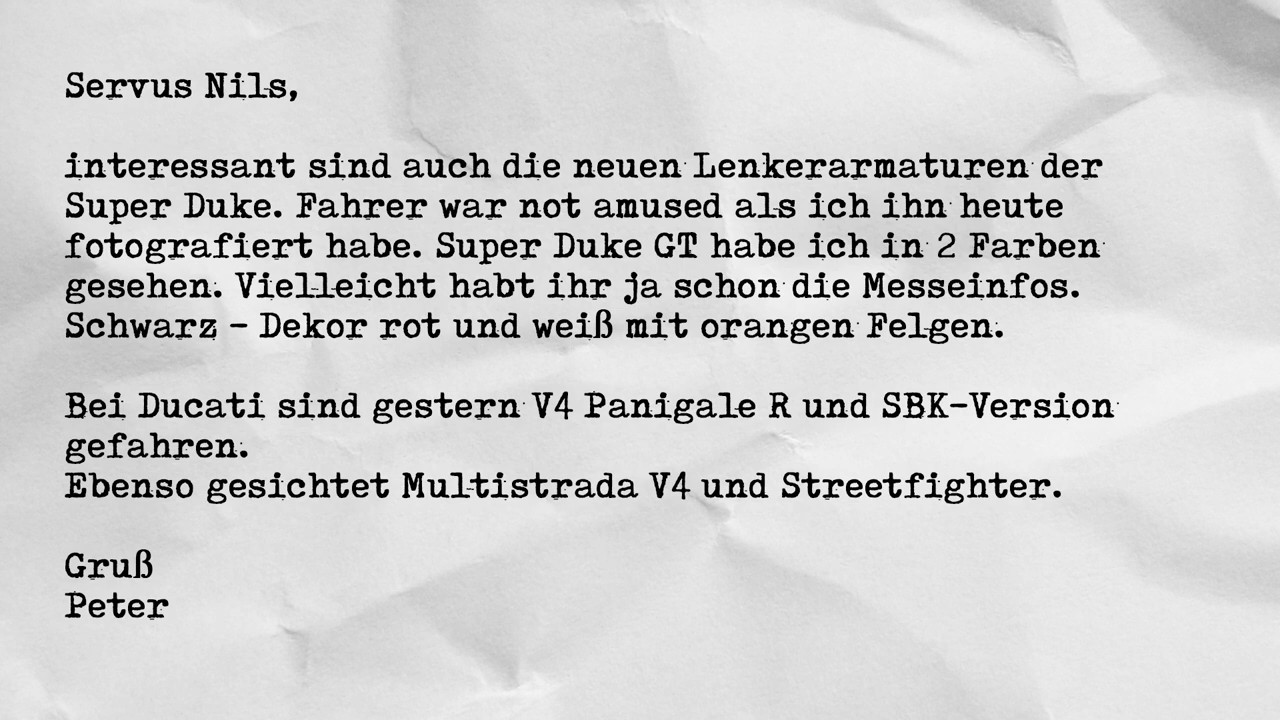 Servus Nils,
interessant sind auch die neuen Lenkerarmaturen der
Super Duke. Fahrer war not amused als ich ihn heute
fotografiert habe. Super Duke GT habe ich in 2 Farben
gesehen. Vielleicht habt ihr ja schon die Messeinfos.
Schwarz - Dekor rot und weiß mit orangen Felgen.
Bei Ducati sind gestern V4 Panigale R und SBK-Version
gefahren.
Ebenso gesichtet Multistrada V4 und Streetfighter.
Gruß
Peter